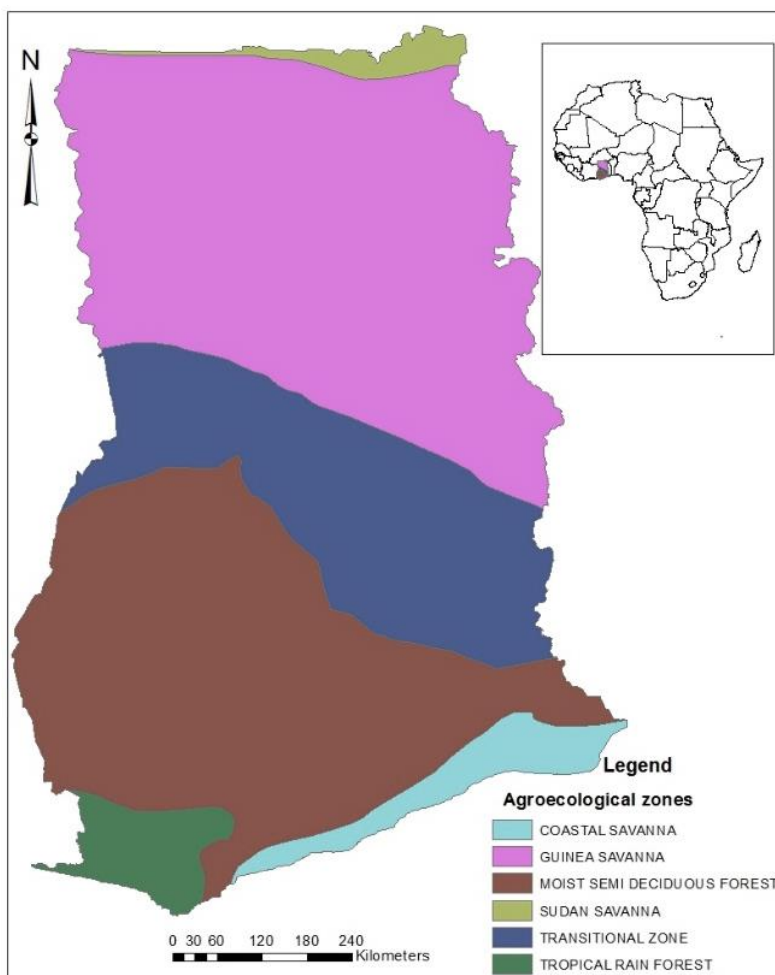 N
Legend
Agroecological zones
COASTAL SAVANNA
GUINEA SAVANNA
MOIST SEMI DECIDUOUS FOREST
SUDAN SAVANNA
TRANSITIONAL ZONE
TROPICAL RAIN FOREST
0 30 60 120 180 240
Kilometers